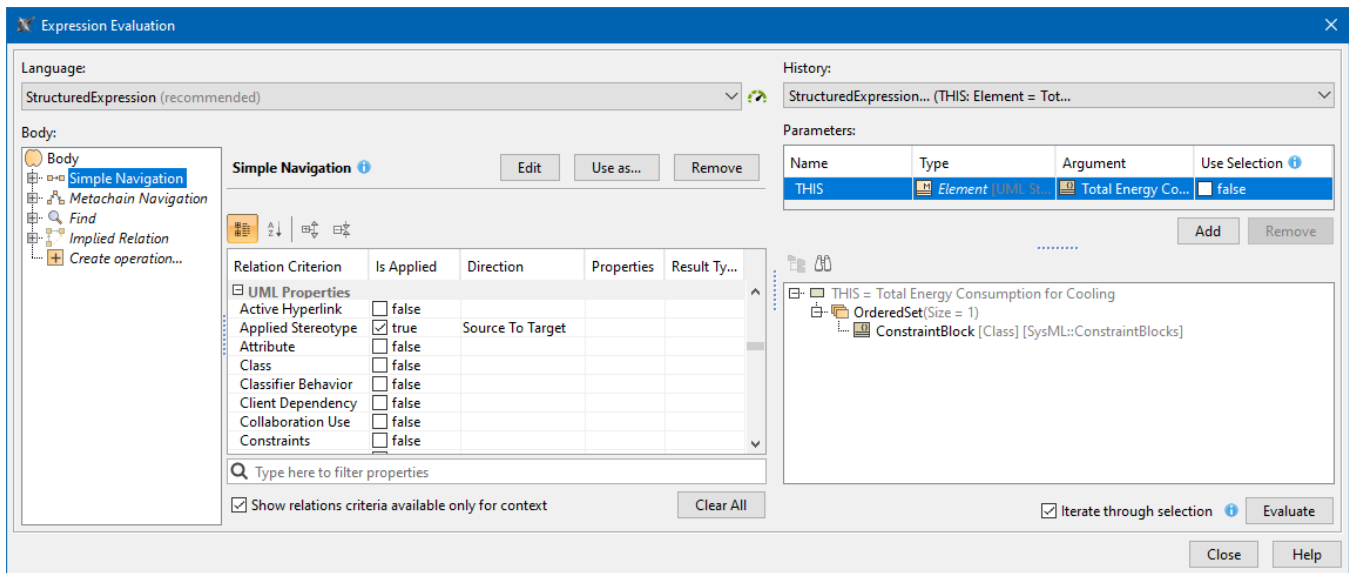 Expression Evaluation
Language:
StructuredExpression (recommended)
Body:
Body
Simple Navigation
Metachain Navigation
Find
Implied Relation
Create operation...
Simple Navigation
Edit
Use as...
Remove
Relation Criterion Is Applied Direction Properties Result Ty...
UML Properties
Active Hyperlink false
Applied Stereotype true Source To Target
Attribute false
Class false
Classifier Behavior false
Client Dependency false
Collaboration Use false
Constraints false
Type here to filter properties
Show relations criteria available only for context
Clear All
History:
StructuredExpression... (THIS: Element = Tot...
Parameters:
Name Type Argument Use Selection
THIS Element [UML St... Total Energy Co... false
Add
Remove
THIS = Total Energy Consumption for Cooling
OrderedSet(Size = 1)
ConstraintBlock [Class] [SysML::ConstraintBlocks]
Iterate through selection
Evaluate
Close
Help